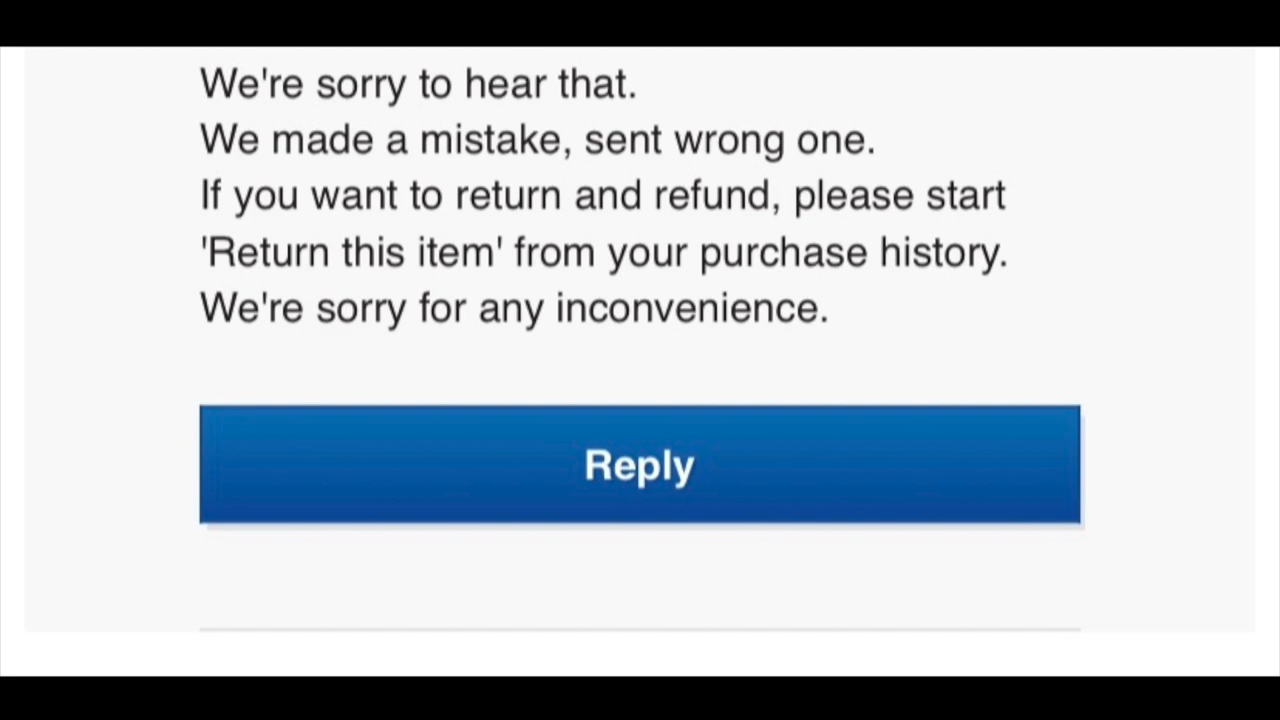 We're sorry to hear that.
We made a mistake, sent wrong one.
If you want to return and refund, please start
'Return this item' from your purchase history.
We're sorry for any inconvenience.
Reply